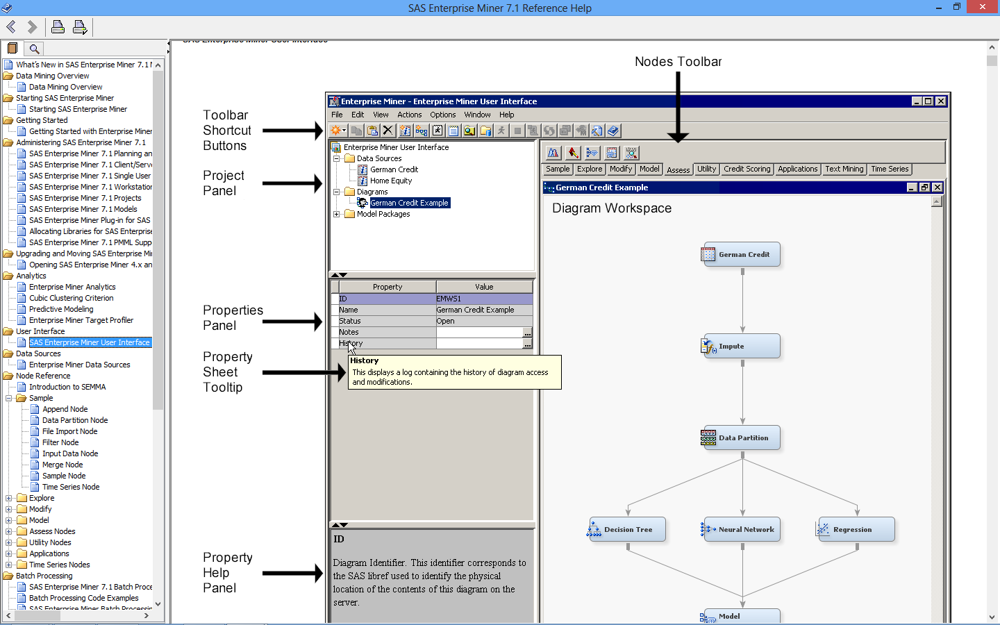 SAS Enterprise Miner 7.1 Reference Help
What's New in SAS Enterprise Miner 7.1
Data Mining Overview
Data Mining Overview
Starting SAS Enterprise Miner
Starting SAS Enterprise Miner
Getting Started
Getting Started with Enterprise Miner
Administering SAS Enterprise Miner 7.1
SAS Enterprise Miner 7.1 Planning an
SAS Enterprise Miner 7.1 Client/Serve
SAS Enterprise Miner 7.1 Single User
SAS Enterprise Miner 7.1 Workstation
SAS Enterprise Miner 7.1 Projects
SAS Enterprise Miner 7.1 Models
SAS Enterprise Miner Plug-in for SAS
Allocating Libraries for SAS Enterprise
SAS Enterprise Miner 7.1 PMML Supp
Upgrading and Moving SAS Enterprise Mi
Opening SAS Enterprise Miner 4.x an
Analytics
Enterprise Miner Analytics
Cubic Clustering Criterion
Predictive Modeling
Enterprise Miner Target Profiler
User Interface
SAS Enterprise Miner User Interface
Data Sources
Enterprise Miner Data Sources
Node Reference
Introduction to SEMMA
Sample
Append Node
Data Partition Node
File Import Node
Filter Node
Input Data Node
Merge Node
Sample Node
Time Series Node
Explore
Modify
Model
Assess Nodes
Utility Nodes
Applications
Time Series Nodes
Batch Processing
SAS Enterprise Miner 7.1 Batch Proce
Batch Processing Code Examples
SAS Enterprise Miner Batch Processin
SAS Enterprise Miner User Interface
Nodes Toolbar
Toolbar
Shortcut
Buttons
Project
Panel
Properties
Panel
Property
Sheet
Tooltip
Property
Help
Panel
Enterprise Miner - Enterprise Miner User Interface
File Edit View Actions Options Window Help
Enterprise Miner User Interface
Data Sources
German Credit
Home Equity
Diagrams
German Credit Example
Model Packages
Property Value
ID EMWS1
Name German Credit Example
Status Open
Notes ...
History ...
History
This displays a log containing the history of diagram access
and modifications.
ID
Diagram Identifier. This identifier corresponds to
the SAS libref used to identify the physical
location of the contents of this diagram on the
server.
Sample Explore Modify Model Assess Utility Credit Scoring Applications Text Mining Time Series
German Credit Example
Diagram Workspace
German Credit
Impute
Data Partition
Decision Tree Neural Network Regression
Model